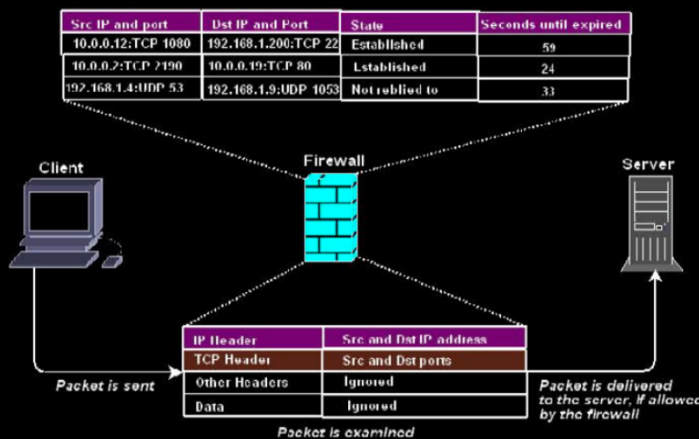 Src IP and port Dst IP and Port State Seconds until expired
10.0.0.12:TCP 1080 192.168.1.200:TCP 22 Established 59
10.0.0.2:TCP 2190 10.0.0.19:TCP 80 Established 24
192.168.1.4:UDP 53 192.168.1.9:UDP 1053 Not reblied to 33
Client
Firewall
Server
IP Header Src and Dst IP address
TCP Header Src and Dst ports
Other Headers Ignored
Data Ignored
Packet is sent
Packet is delivered
to the server, if allowed
by the firewall
Packet is examined